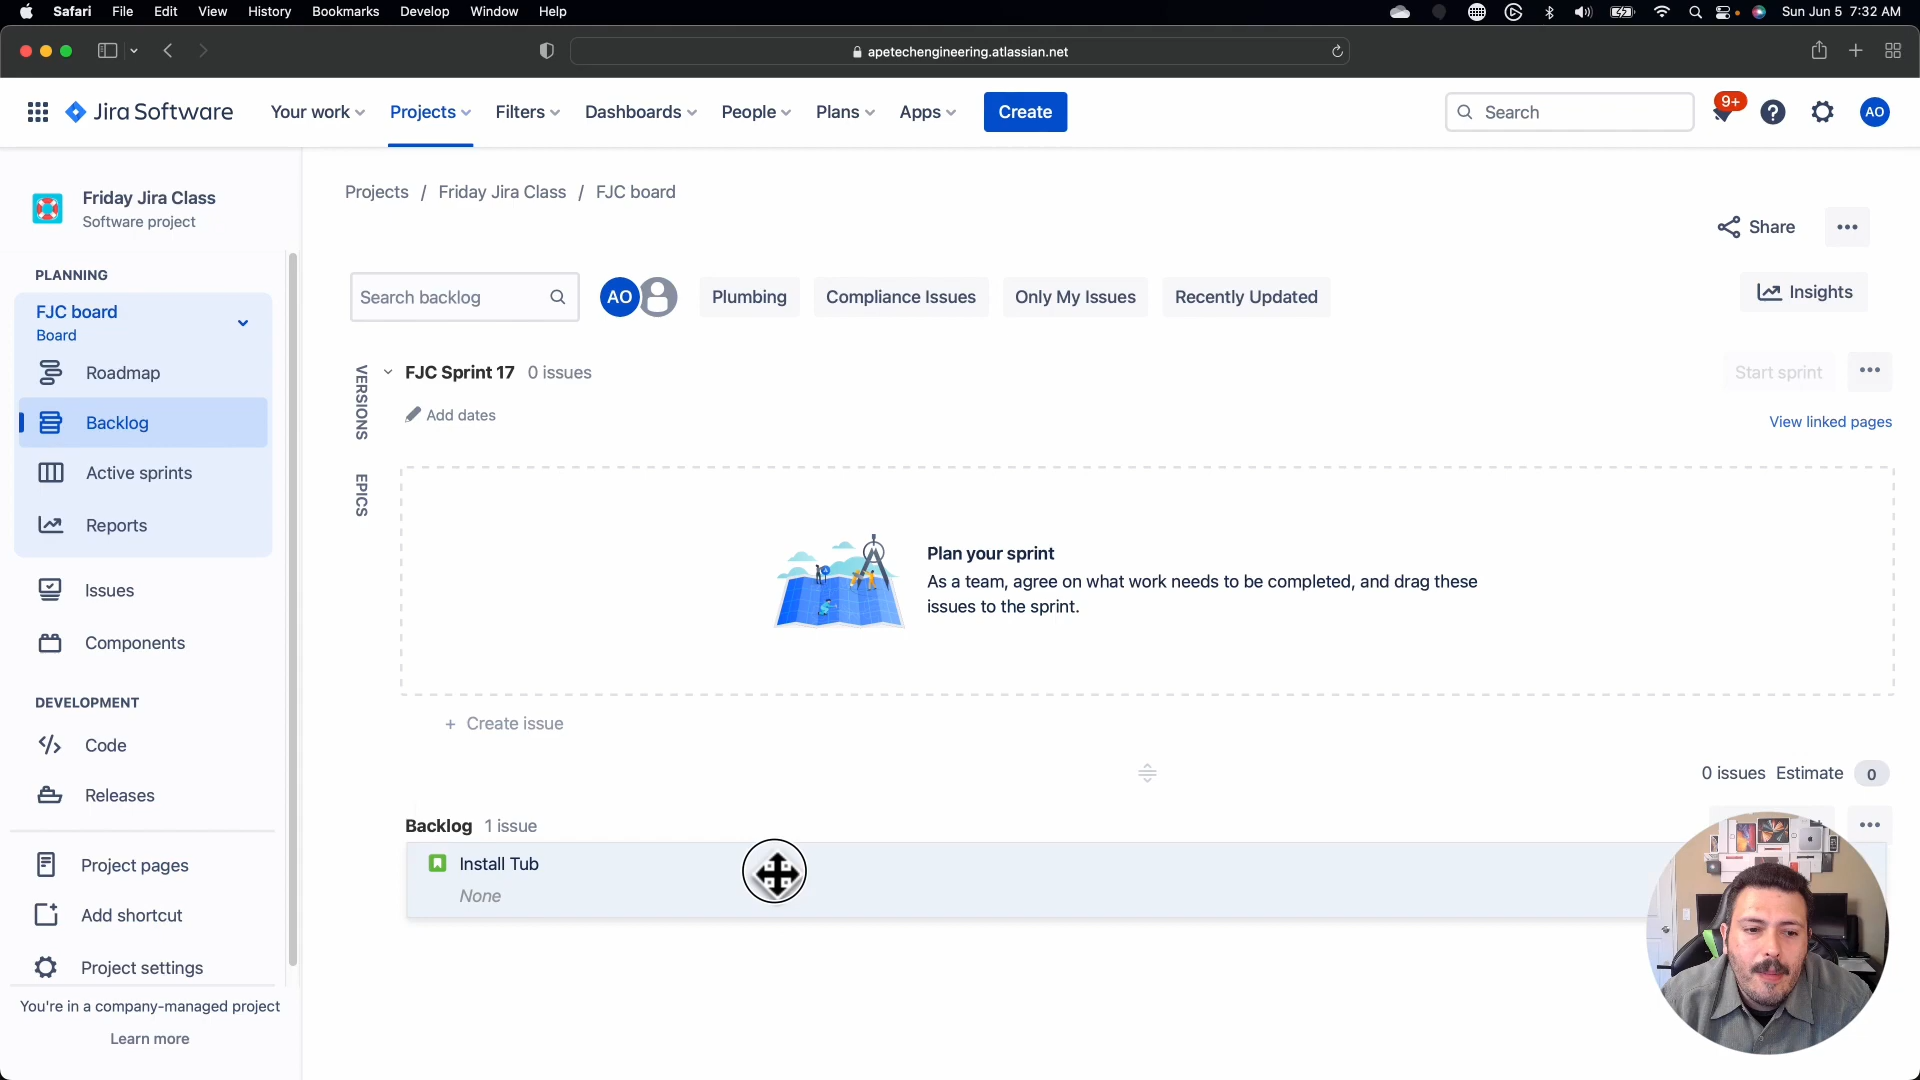 Safari File Edit View History Bookmarks Develop Window Help
Sun Jun 5 7:32 AM
apetechengineering.atlassian.net
Jira Software
Your work Projects Filters Dashboards People Plans Apps Create
Search
9+
AO
Friday Jira Class
Software project
PLANNING
FJC board
Board
Roadmap
Backlog
Active sprints
Reports
Issues
Components
DEVELOPMENT
Code
Releases
Project pages
Add shortcut
Project settings
You're in a company-managed project
Learn more
Projects / Friday Jira Class / FJC board
Share
Search backlog
AO
Plumbing
Compliance Issues
Only My Issues
Recently Updated
Insights
VERSIONS
EPICS
FJC Sprint 17 0 issues
Start sprint
Add dates
View linked pages
Plan your sprint
As a team, agree on what work needs to be completed, and drag these
issues to the sprint.
+ Create issue
0 issues Estimate 0
Backlog 1 issue
Install Tub
None